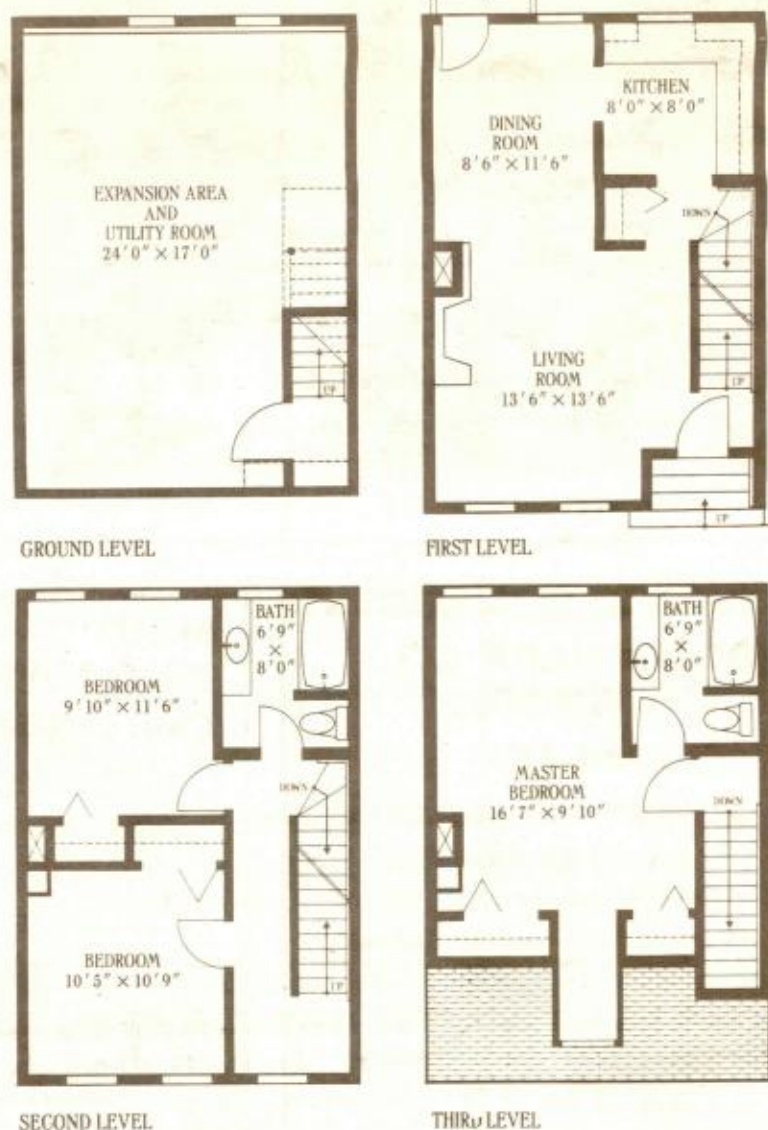 EXPANSION AREA
AND
UTILITY ROOM
24'0" × 17'0"
UP
GROUND LEVEL
KITCHEN
8'0" × 8'0"
DINING
ROOM
8'6" × 11'6"
DOWN
LIVING
ROOM
13'6" × 13'6"
UP
UP
FIRST LEVEL
BATH
6'9"
×
8'0"
BEDROOM
9'10" × 11'6"
DOWN
BEDROOM
10'5" × 10'9"
UP
SECOND LEVEL
BATH
6'9"
×
8'0"
MASTER
BEDROOM
16'7" × 9'10"
DOWN
THIRD LEVEL